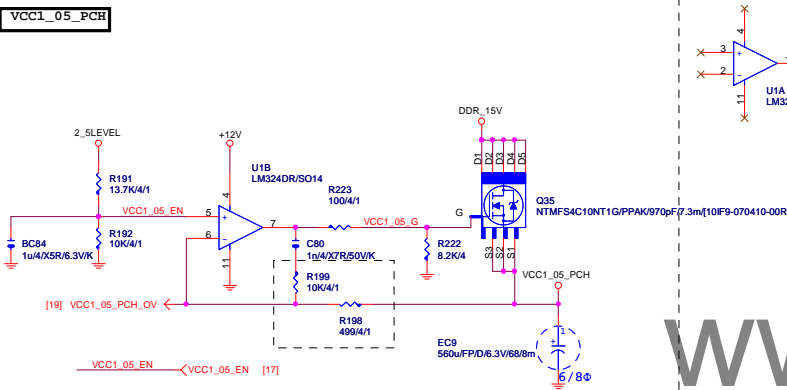 VCC1_05_PCH
4
3
+
2
-
1
11
U1A
DDR_15V
2_5LEVEL
+12V
D1
D2
D3
D4
D5
U1B
LM324DR/SO14
R191
13.7K/4/1
R223
100/4/1
4
Q35
NTMFS4C10NT1G/PPAK/970pF/7.3m/[10IF9-070410-00R
VCC1_05_EN
5
+
7
VCC1_05_G
G
6
-
BC84
1u/4/X5R/6.3V/K
R192
10K/4/1
C80
1n/4/X7R/50V/K
R222
8.2K/4
S3
S2
S1
11
VCC1_05_PCH
R199
10K/4/1
[19] VCC1_05_PCH_OV
R198
499/4/1
EC9
560u/FP/D/6.3V/68/8m
1
+
6/8Φ
VCC1_05_EN
VCC1_05_EN [17]